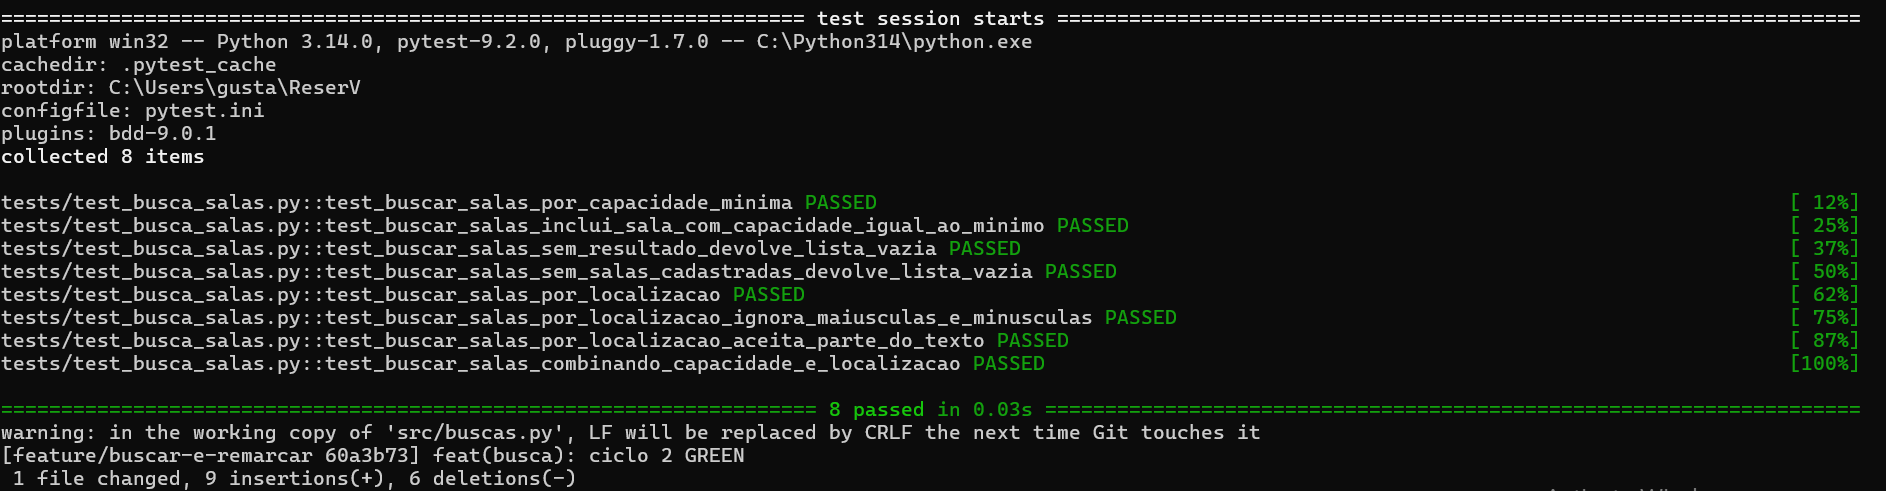 =================================================================== test session starts ===================================================================
platform win32 -- Python 3.14.0, pytest-9.2.0, pluggy-1.7.0 -- C:\Python314\python.exe
cachedir: .pytest_cache
rootdir: C:\Users\gusta\ReserV
configfile: pytest.ini
plugins: bdd-9.0.1
collected 8 items

tests/test_busca_salas.py::test_buscar_salas_por_capacidade_minima PASSED [ 12%]
tests/test_busca_salas.py::test_buscar_salas_inclui_sala_com_capacidade_igual_ao_minimo PASSED [ 25%]
tests/test_busca_salas.py::test_buscar_salas_sem_resultado_devolve_lista_vazia PASSED [ 37%]
tests/test_busca_salas.py::test_buscar_salas_sem_salas_cadastradas_devolve_lista_vazia PASSED [ 50%]
tests/test_busca_salas.py::test_buscar_salas_por_localizacao PASSED [ 62%]
tests/test_busca_salas.py::test_buscar_salas_por_localizacao_ignora_maiusculas_e_minusculas PASSED [ 75%]
tests/test_busca_salas.py::test_buscar_salas_por_localizacao_aceita_parte_do_texto PASSED [ 87%]
tests/test_busca_salas.py::test_buscar_salas_combinando_capacidade_e_localizacao PASSED [100%]

==================================================================== 8 passed in 0.03s ====================================================================
warning: in the working copy of 'src/buscas.py', LF will be replaced by CRLF the next time Git touches it
[feature/buscar-e-remarcar 60a3b73] feat(busca): ciclo 2 GREEN
 1 file changed, 9 insertions(+), 6 deletions(-)